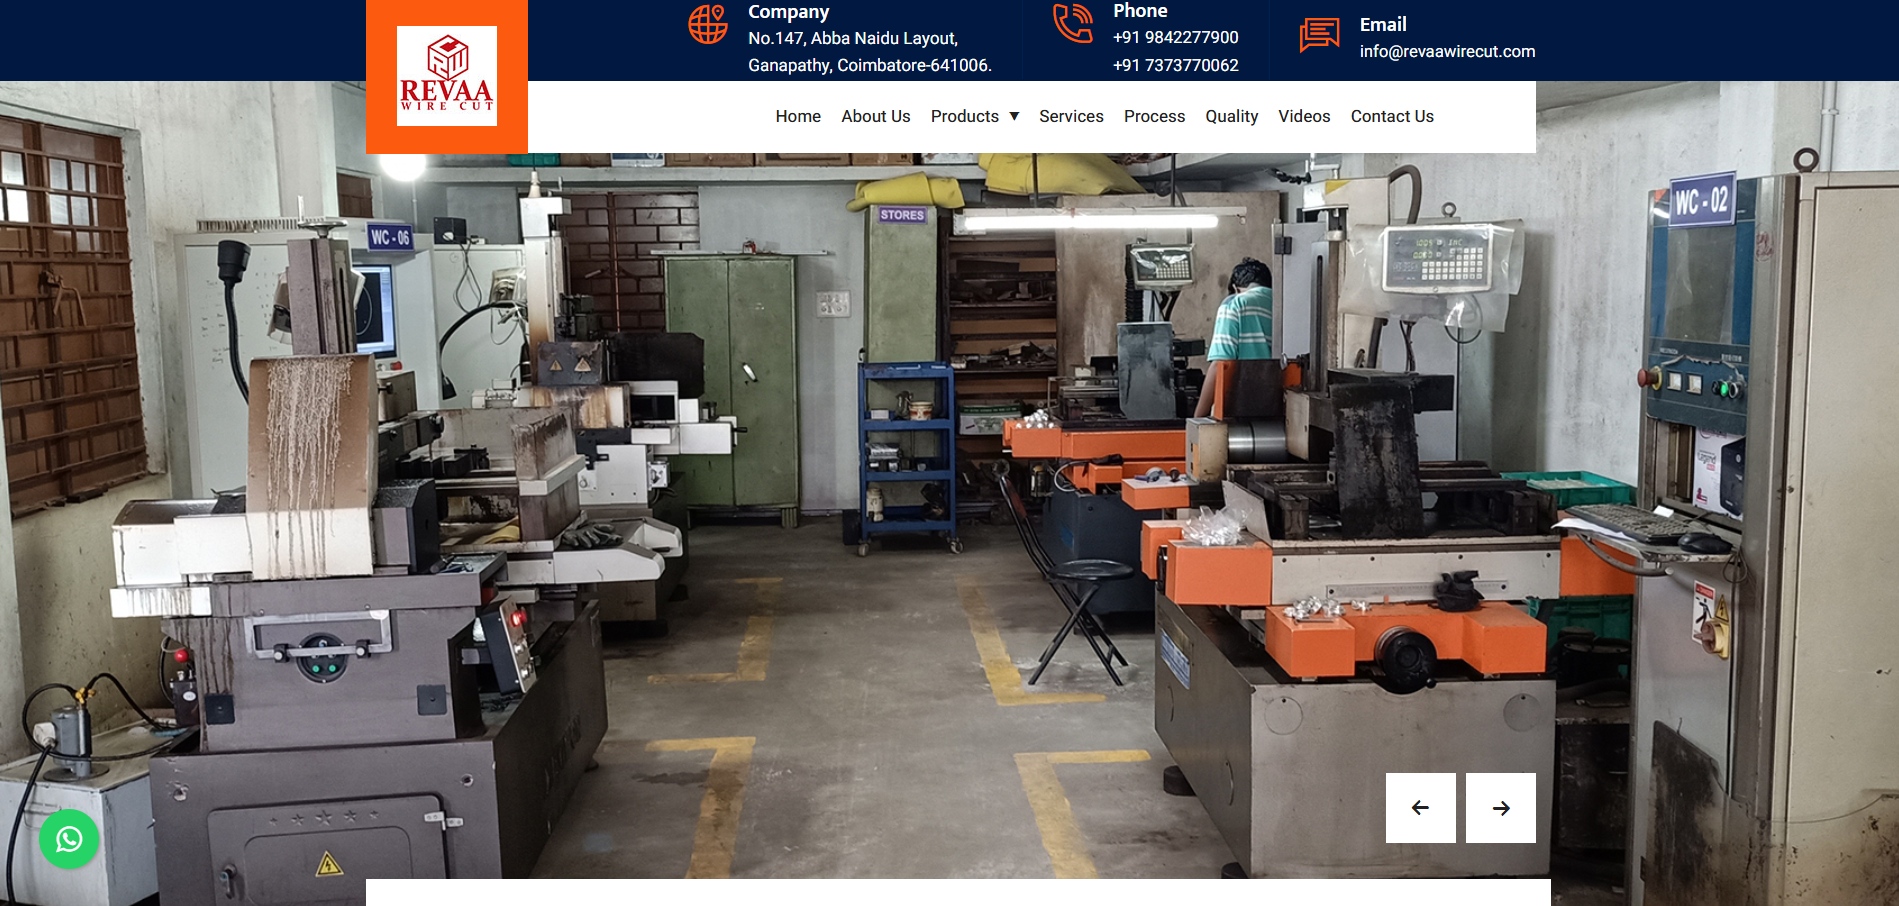 Company
No.147, Abba Naidu Layout,
Ganapathy, Coimbatore-641006.
Phone
+91 9842277900
+91 7373770062
Email
info@revaawirecut.com
REVAA
WIRE CUT
Home
About Us
Products
Services
Process
Quality
Videos
Contact Us
WC - 06
STORES
WC - 02